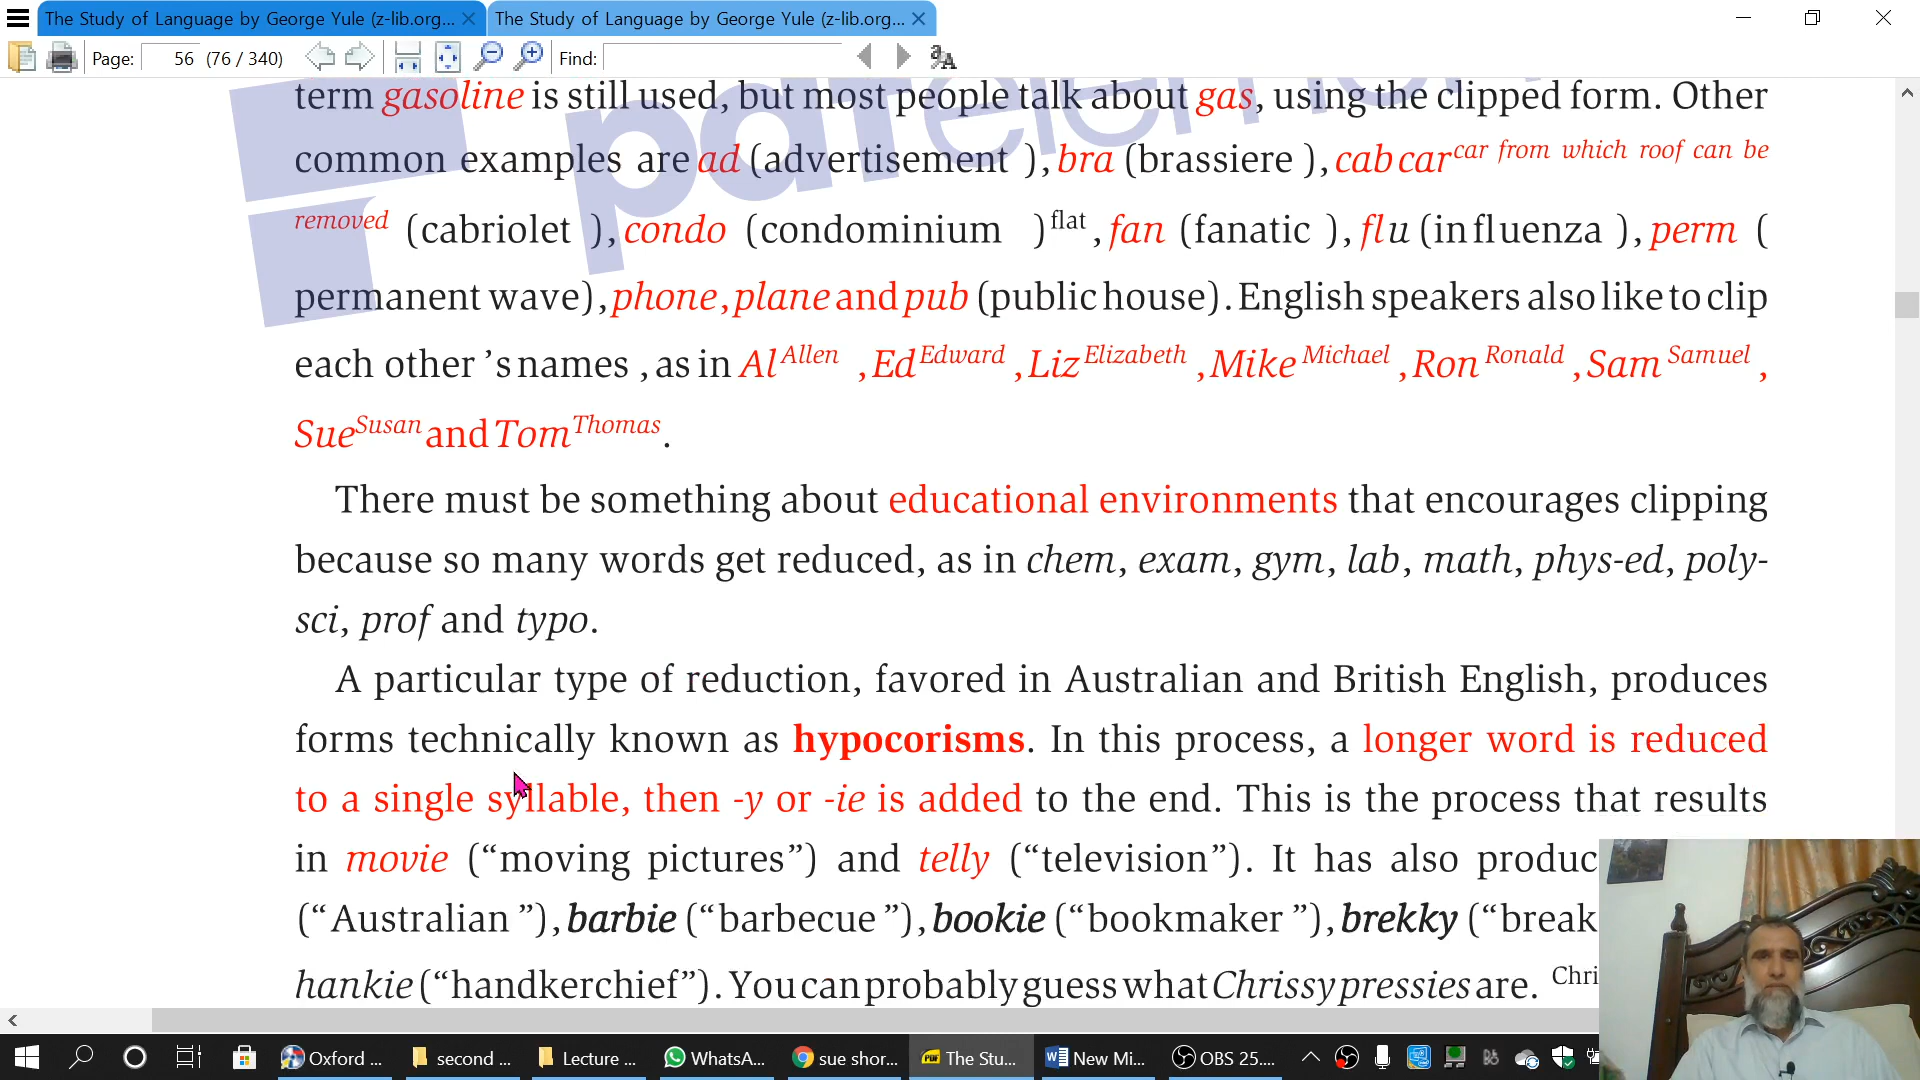 The Study of Language by George Yule (z-lib.org... The Study of Language by George Yule (z-lib.org...
Page: 56 (76 / 340) Find:
term gasoline is still used, but most people talk about gas, using the clipped form. Other
common examples are ad (advertisement ), bra (brassiere ), cab car car from which roof can be
removed (cabriolet ), condo (condominium ) flat , fan (fanatic ), flu (influenza ), perm (
permanent wave), phone, plane and pub (public house). English speakers also like to clip
each other 's names , as in Al Allen , Ed Edward , Liz Elizabeth , Mike Michael , Ron Ronald , Sam Samuel ,
Sue Susan and Tom Thomas .
There must be something about educational environments that encourages clipping
because so many words get reduced, as in chem, exam, gym, lab, math, phys-ed, poly-
sci, prof and typo.
A particular type of reduction, favored in Australian and British English, produces
forms technically known as hypocorisms. In this process, a longer word is reduced
to a single syllable, then -y or -ie is added to the end. This is the process that results
in movie (“moving pictures”) and telly (“television”). It has also produc
(“Australian ”), barbie (“barbecue ”), bookie (“bookmaker ”), brekky (“break
hankie (“handkerchief”). You can probably guess what Chrissy pressies are. Chri
Oxford ... second ... Lecture ... WhatsA... sue shor... The Stu... New Mi... OBS 25....